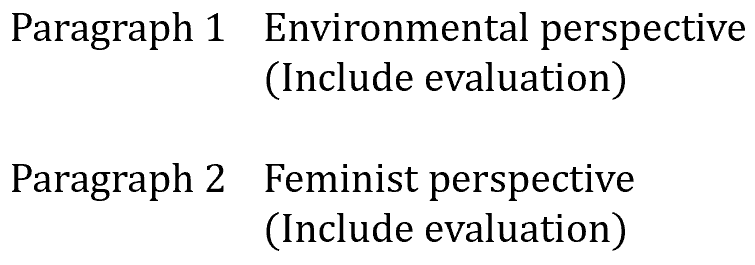 Paragraph 1 Environmental perspective
(Include evaluation)
Paragraph 2 Feminist perspective
(Include evaluation)